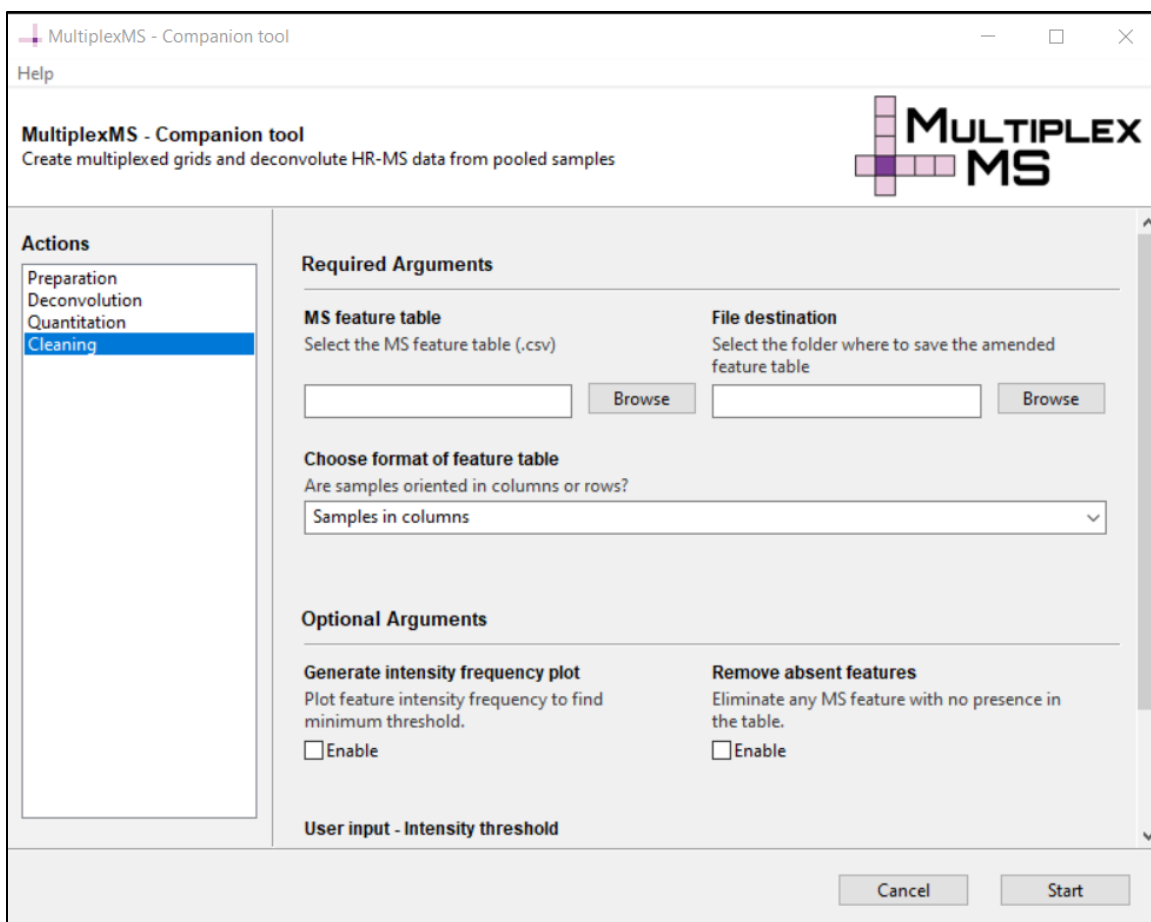 MultiplexMS - Companion tool
Help
MultiplexMS - Companion tool
Create multiplexed grids and deconvolute HR-MS data from pooled samples
MULTIPLEX
MS
Actions
Preparation
Deconvolution
Quantitation
Cleaning
Required Arguments
MS feature table
Select the MS feature table (.csv)
Browse
File destination
Select the folder where to save the amended
feature table
Browse
Choose format of feature table
Are samples oriented in columns or rows?
Samples in columns
Optional Arguments
Generate intensity frequency plot
Plot feature intensity frequency to find
minimum threshold.
Enable
Remove absent features
Eliminate any MS feature with no presence in
the table.
Enable
User input - Intensity threshold
Cancel
Start